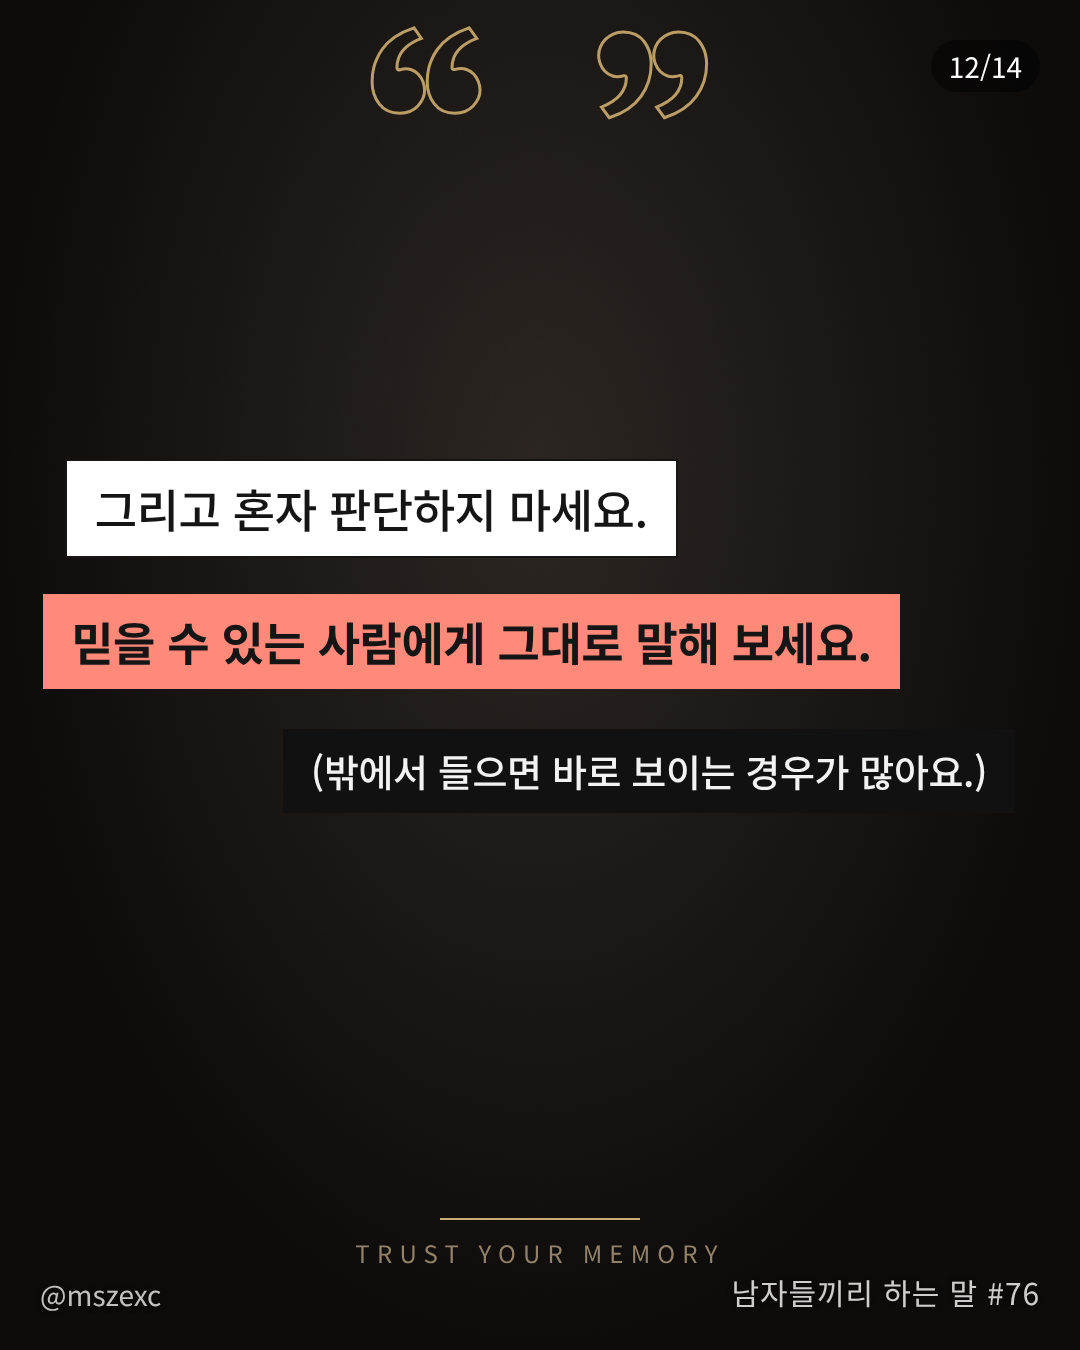 “ ”
12/14
그리고 혼자 판단하지 마세요.
믿을 수 있는 사람에게 그대로 말해 보세요.
(밖에서 들으면 바로 보이는 경우가 많아요.)
TRUST YOUR MEMORY
@mszexc
남자들끼리 하는 말 #76